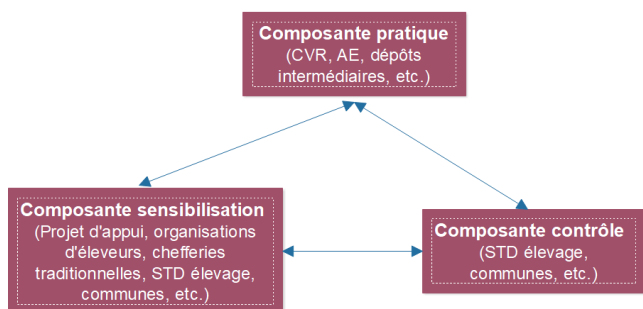 Composante pratique
(CVR, AE, dépôts
intermédiaires, etc.)
Composante sensibilisation
(Projet d'appui, organisations
d'éleveurs, chefferies
traditionnelles, STD élevage,
communes, etc.)
Composante contrôle
(STD élevage,
communes, etc.)